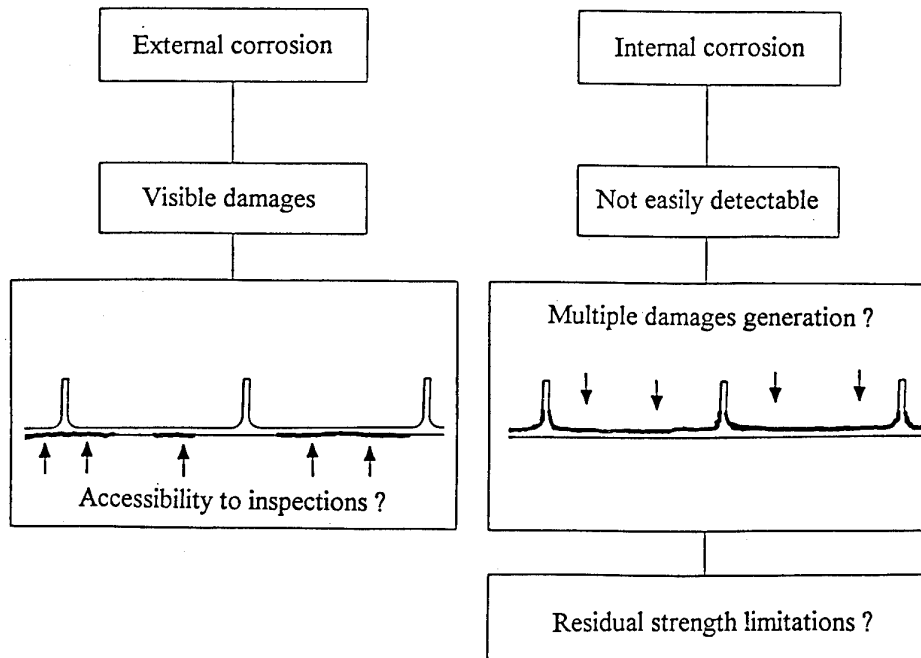 External corrosion
Visible damages
Accessibility to inspections ?
Internal corrosion
Not easily detectable
Multiple damages generation ?
Residual strength limitations ?